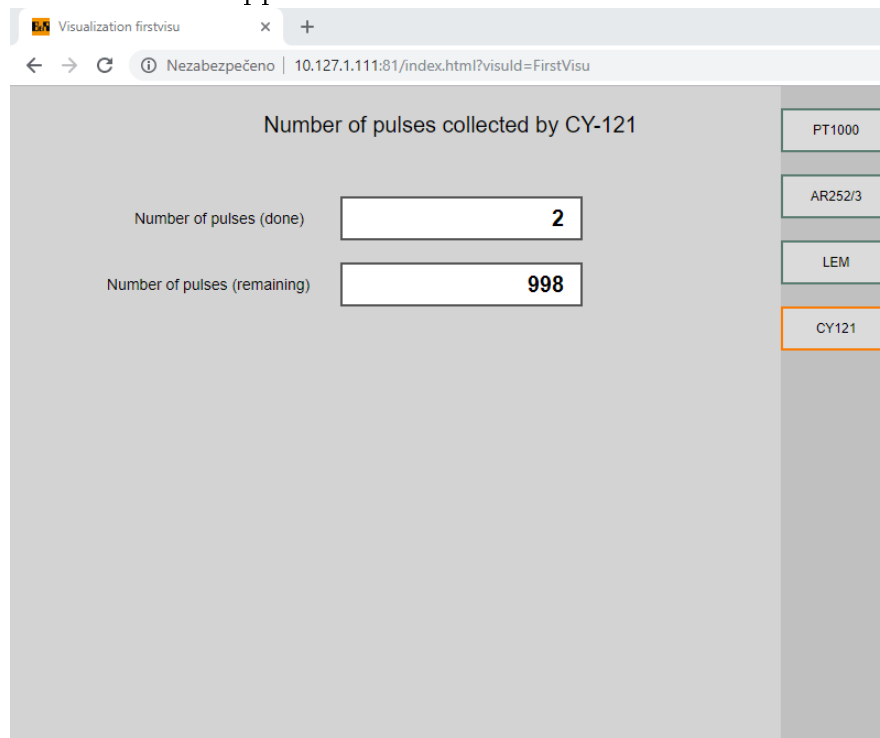 Visualization firstvisu
Nezabezpečeno | 10.127.1.111:81/index.html?visuId=FirstVisu
Number of pulses collected by CY-121
PT1000
AR252/3
Number of pulses (done) 2
LEM
Number of pulses (remaining) 998
CY121